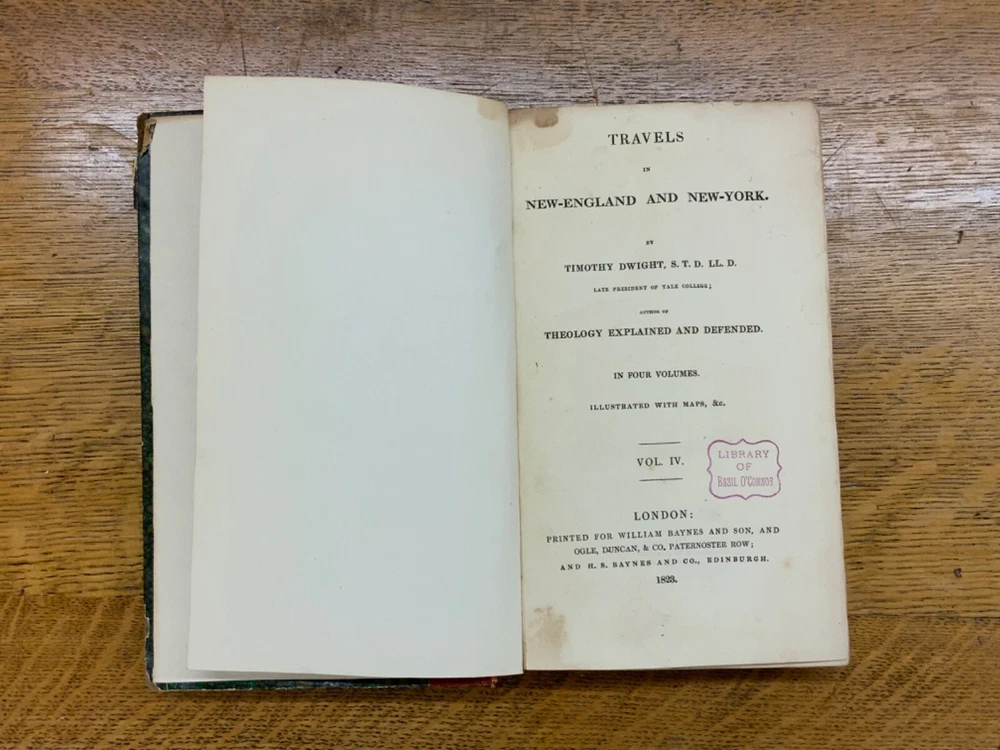 TRAVELS
IN
NEW-ENGLAND AND NEW-YORK.
BY
TIMOTHY DWIGHT, S. T. D. LL. D.
LATE PRESIDENT OF YALE COLLEGE;
AUTHOR OF
THEOLOGY EXPLAINED AND DEFENDED.
IN FOUR VOLUMES.
ILLUSTRATED WITH MAPS, &c.
VOL. IV.
LIBRARY
OF
BASIL O'CONNOR
LONDON:
PRINTED FOR WILLIAM BAYNES AND SON, AND
OGLE, DUNCAN, & CO. PATERNOSTER ROW;
AND H. S. BAYNES AND CO., EDINBURGH.
1823.